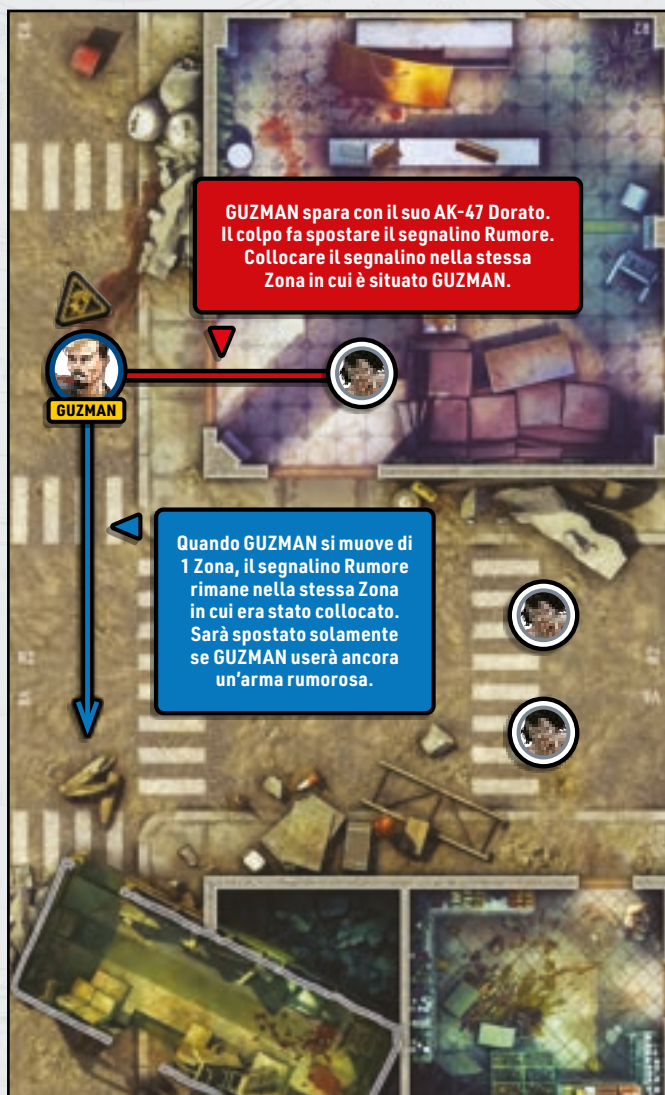 GUZMAN spara con il suo AK-47 Dorato.
Il colpo fa spostare il segnalino Rumore.
Collocare il segnalino nella stessa
Zona in cui è situato GUZMAN.
GUZMAN
Quando GUZMAN si muove di
1 Zona, il segnalino Rumore
rimane nella stessa Zona
in cui era stato collocato.
Sarà spostato solamente
se GUZMAN userà ancora
un'arma rumorosa.